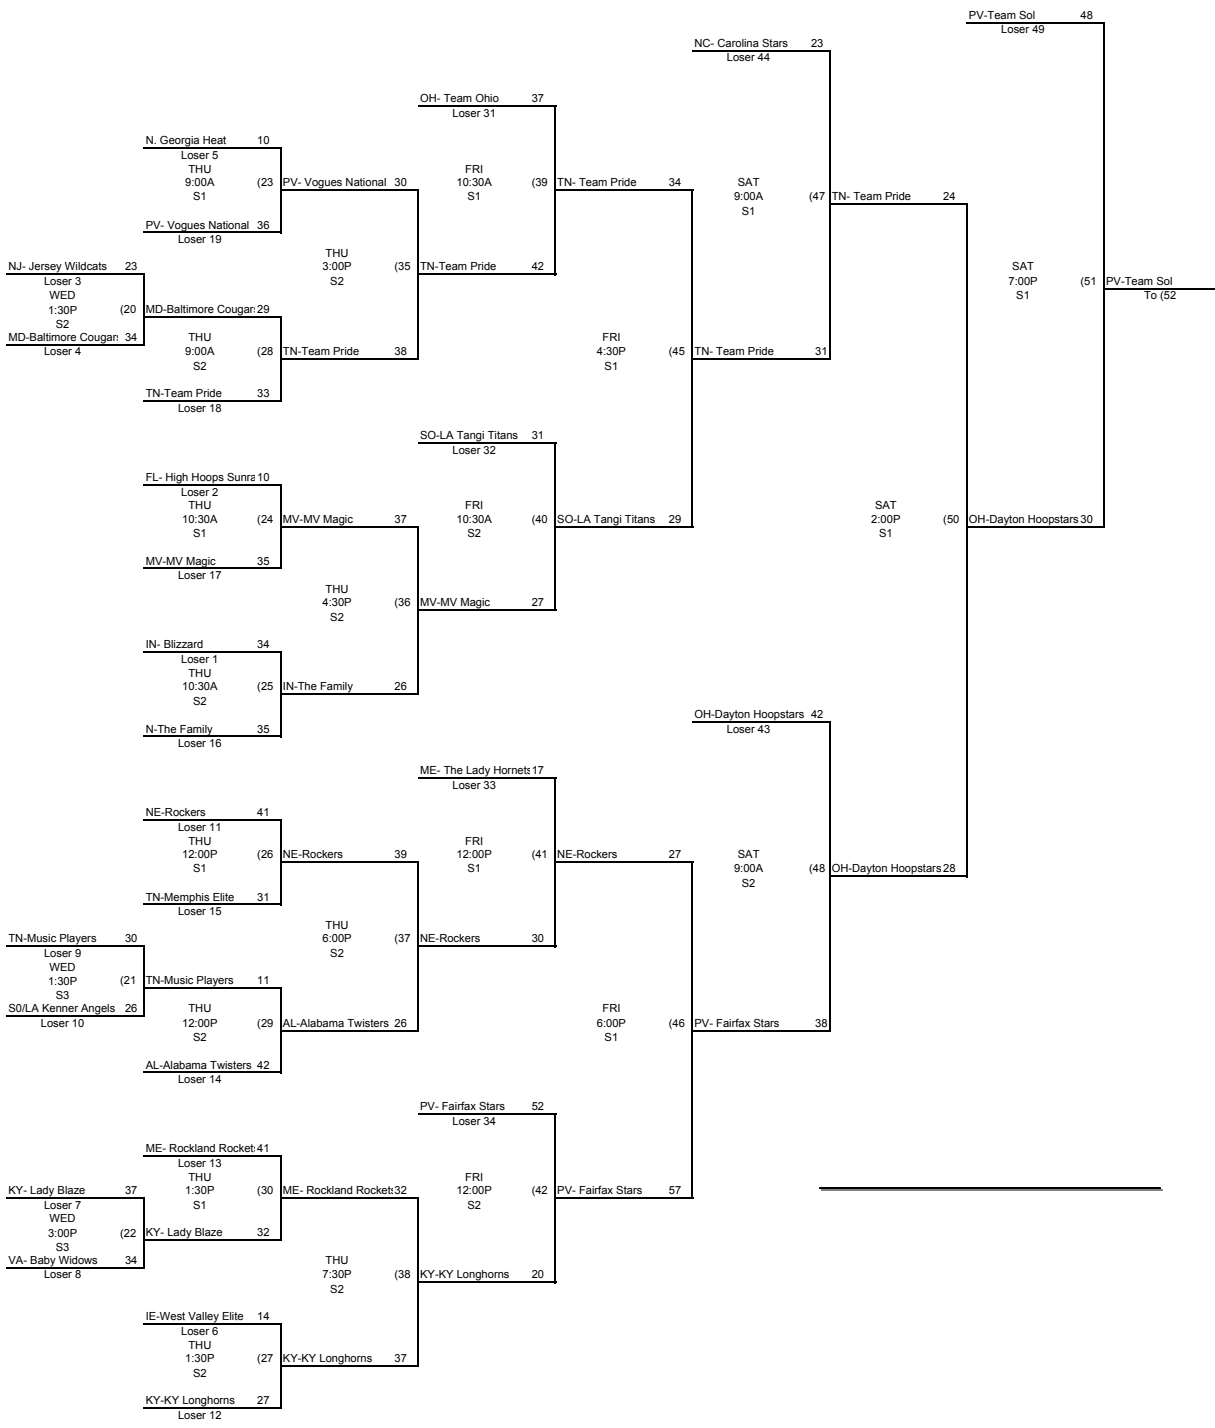 PV-Team Sol 48
Loser 49
NC- Carolina Stars 23
Loser 44
OH- Team Ohio 37
Loser 31
N. Georgia Heat 10
Loser 5
THU
9:00A (23 PV- Vogues National 30
S1
FRI
10:30A (39 TN- Team Pride 34
S1
SAT
9:00A (47 TN- Team Pride 24
S1
PV- Vogues National 36
Loser 19
THU
3:00P (35 TN-Team Pride 42
S2
NJ- Jersey Wildcats 23
Loser 3
WED
1:30P (20 MD-Baltimore Cougar: 29
S2
MD-Baltimore Cougar: 34
Loser 4
SAT
7:00P (51 PV-Team Sol
S1
To (52
THU
9:00A (28 TN-Team Pride 38
S2
FRI
4:30P (45 TN- Team Pride 31
S1
TN-Team Pride 33
Loser 18
SO-LA Tangi Titans 31
Loser 32
FL- High Hoops Sunra 10
Loser 2
THU
10:30A (24 MV-MV Magic 37
S1
FRI
10:30A (40 SO-LA Tangi Titans 29
S2
SAT
2:00P (50 OH-Dayton Hoopstars 30
S1
MV-MV Magic 35
Loser 17
THU
4:30P (36 MV-MV Magic 27
S2
IN- Blizzard 34
Loser 1
THU
10:30A (25 IN-The Family 26
S2
N-The Family 35
Loser 16
OH-Dayton Hoopstars 42
Loser 43
ME- The Lady Hornets 17
Loser 33
NE-Rockers 41
Loser 11
THU
12:00P (26 NE-Rockers 39
S1
FRI
12:00P (41 NE-Rockers 27
S1
SAT
9:00A (48 OH-Dayton Hoopstars 28
S2
TN-Memphis Elite 31
Loser 15
THU
6:00P (37 NE-Rockers 30
S2
TN-Music Players 30
Loser 9
WED
1:30P (21 TN-Music Players 11
S3
S0/LA Kenner Angels 26
Loser 10
THU
12:00P (29 AL-Alabama Twisters 26
S2
FRI
6:00P (46 PV- Fairfax Stars 38
S1
AL-Alabama Twisters 42
Loser 14
PV- Fairfax Stars 52
Loser 34
ME- Rockland Rocket: 41
Loser 13
THU
1:30P (30 ME- Rockland Rocket: 32
S1
FRI
12:00P (42 PV- Fairfax Stars 57
S2
KY- Lady Blaze 37
Loser 7
WED
3:00P (22 KY- Lady Blaze 32
S3
VA- Baby Widows 34
Loser 8
THU
7:30P (38 KY-KY Longhorns 20
S2
IE-West Valley Elite 14
Loser 6
THU
1:30P (27 KY-KY Longhorns 37
S2
KY-KY Longhorns 27
Loser 12